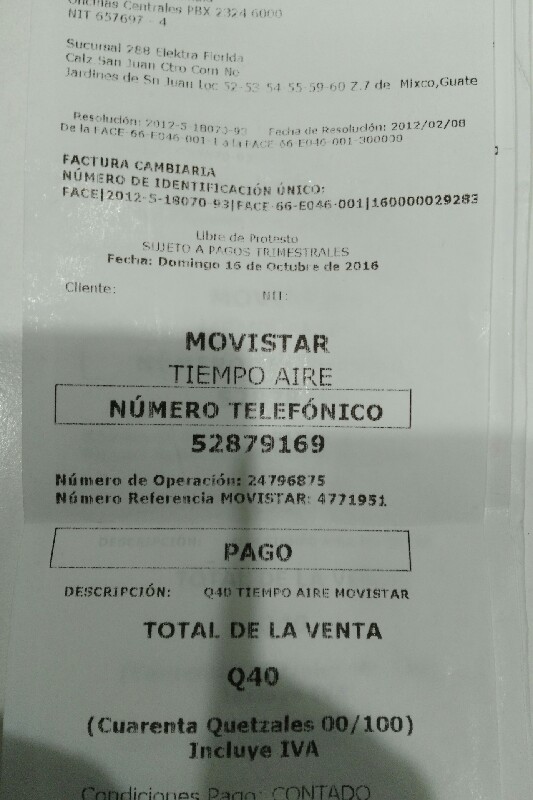 Oficinas Centrales PBX 2324 6000
NIT 657697 - 4
Sucursal 288 Elektra Florida
Calz San Juan Ctro Com No
Jardines de Sn Juan Loc 52-53 54 55-59-60 Z.7 de Mixco,Guate
Resolución: 2012-5-18070-93 Fecha de Resolución: 2012/02/08
De la FACE-66-E046-001-1 a la FACE-66-E046-001-300000
FACTURA CAMBIARIA
NÚMERO DE IDENTIFICACIÓN ÚNICO:
FACE|2012-5-18070-93|FACE-66-E046-001|160000029283
Libre de Protesto
SUJETO A PAGOS TRIMESTRALES
Fecha: Domingo 16 de Octubre de 2016
Cliente: NIT:
MOVISTAR
TIEMPO AIRE
NÚMERO TELEFÓNICO
52879169
Número de Operación: 24796875
Número Referencia MOVISTAR: 4771951
PAGO
DESCRIPCIÓN: Q40 TIEMPO AIRE MOVISTAR
TOTAL DE LA VENTA
Q40
(Cuarenta Quetzales 00/100)
Incluye IVA
Condiciones Pago: CONTADO